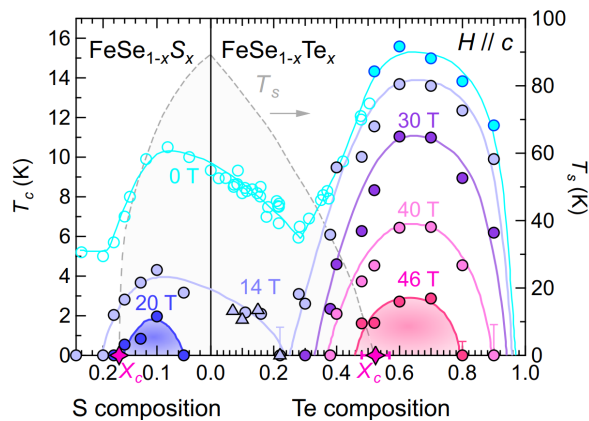 FeSe1-xSx
FeSe1-xTex
H // c
Ts
0 T
14 T
20 T
30 T
40 T
46 T
Xc
Xc
16
14
12
10
8
6
4
2
0
Tc (K)
100
80
60
40
20
0
Ts (K)
0.2
0.1
0.0
0.2
0.4
0.6
0.8
1.0
S composition
Te composition